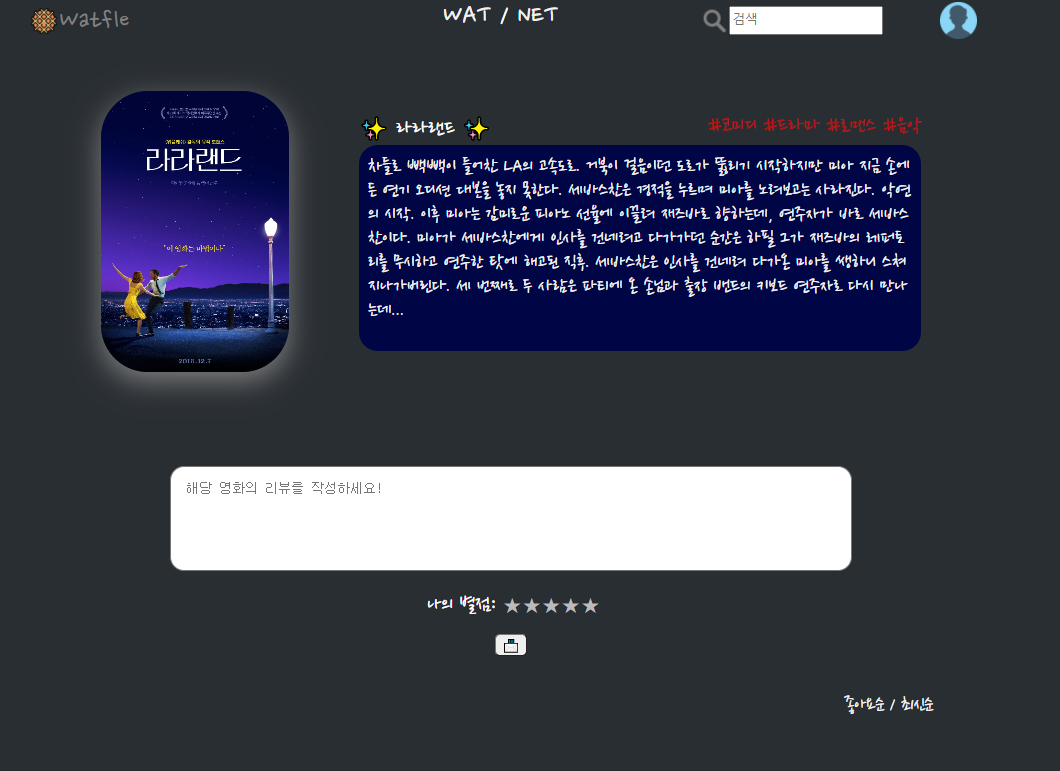 watfle
WAT / NET
검색
라라랜드
"이 영화는 마법이다"
2016.12.7
라라랜드
#코미디 #드라마 #로맨스 #음악
차들로 빽빽이 들어찬 LA의 고속도로. 거북이 걸음이던 도로가 뚫리기 시작하지만 미아 지금 손에
든 연기 오디션 대본을 놓지 못한다. 세바스찬은 경적을 누르며 미아를 노려보고는 사라진다. 악연
의 시작. 이후 미아는 감미로운 피아노 선율에 이끌려 재즈바로 향하는데, 연주자가 바로 세바스
찬이다. 미아가 세바스찬에게 인사를 건네려고 다가가던 순간은 하필 그가 재즈바의 레퍼토
리를 무시하고 연주한 탓에 해고된 직후. 세바스찬은 인사를 건네려 다가온 미아를 쌩하니 스쳐
지나가버린다. 세 번째로 두 사람은 파티에 온 손님과 출장 밴드의 키보드 연주자로 다시 만나
는데...
해당 영화의 리뷰를 작성하세요!
나의 별점: ★★★★★
좋아요순 / 최신순